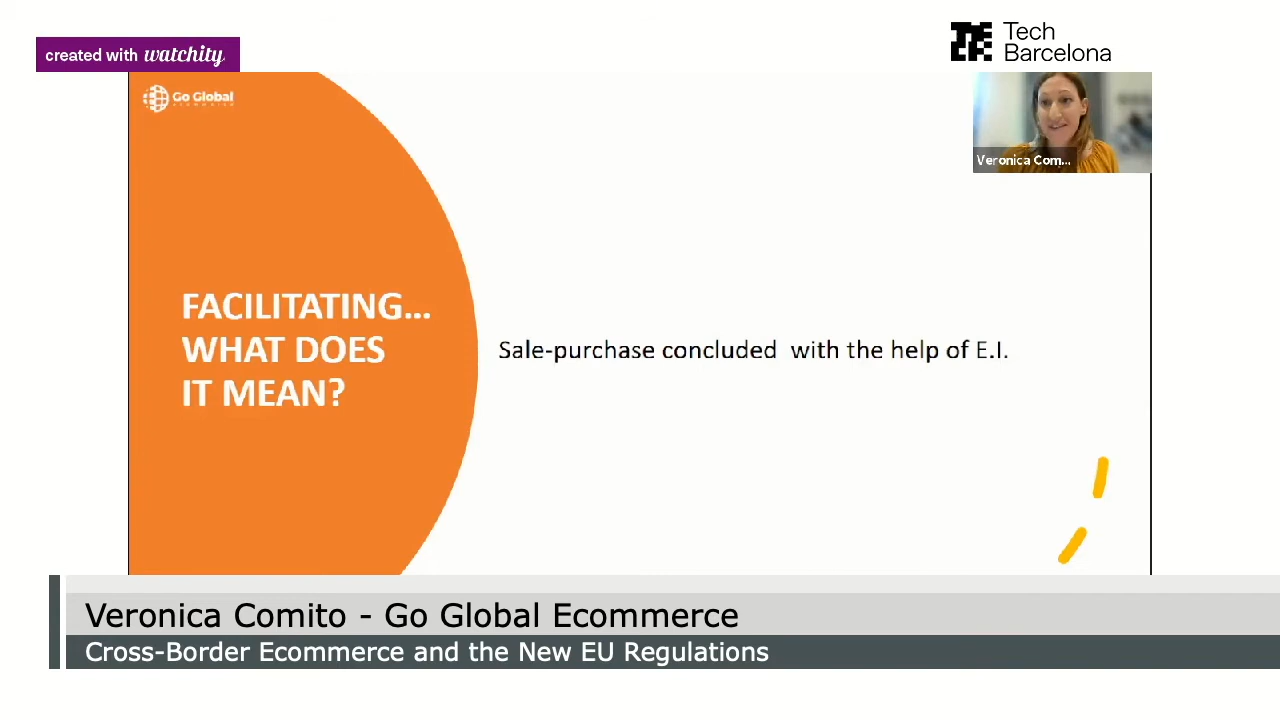 created with watchity
Tech
Barcelona
Go Global
Veronica Com...
FACILITATING...
WHAT DOES
IT MEAN?
Sale-purchase concluded with the help of E.I.
Veronica Comito - Go Global Ecommerce
Cross-Border Ecommerce and the New EU Regulations